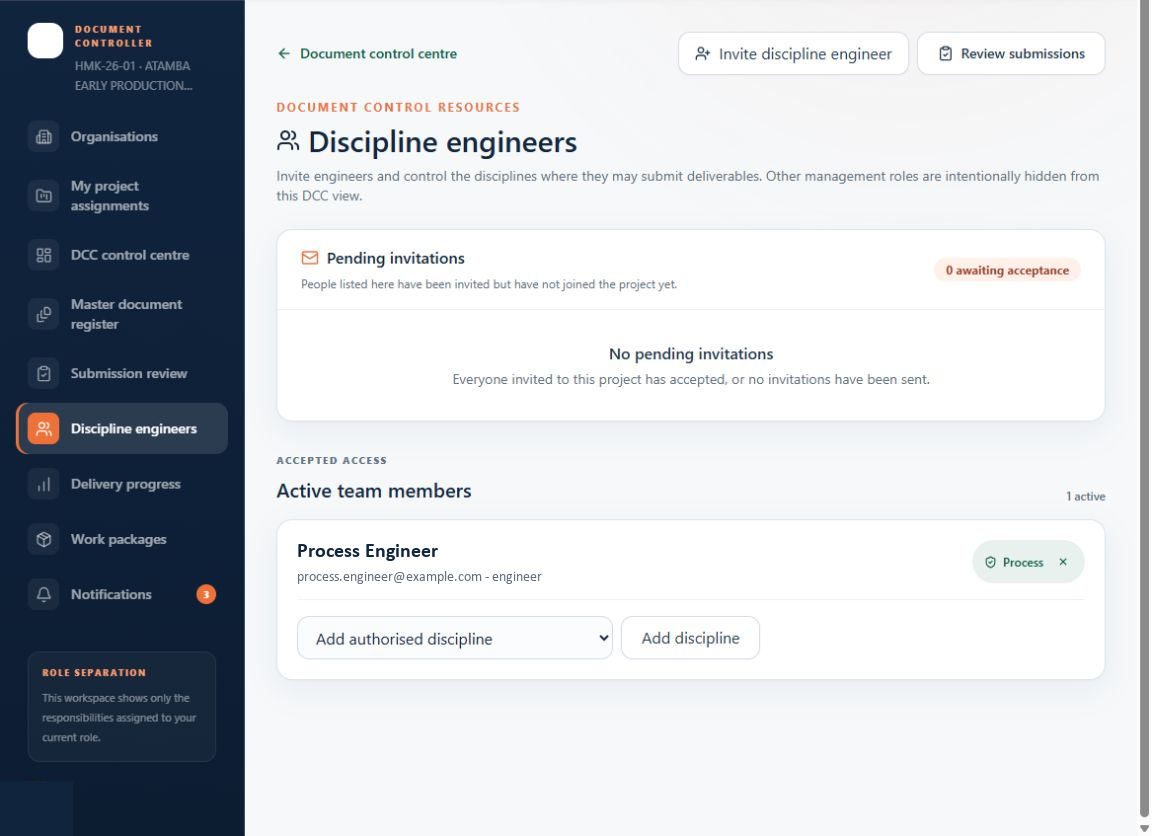 DOCUMENT
CONTROLLER
HMK-26-01 · ATAMBA
EARLY PRODUCTION...
Organisations
My project
assignments
DCC control centre
Master document
register
Submission review
Discipline engineers
Delivery progress
Work packages
Notifications
3
ROLE SEPARATION
This workspace shows only the
responsibilities assigned to your
current role.
Document control centre
Invite discipline engineer
Review submissions
DOCUMENT CONTROL RESOURCES
Discipline engineers
Invite engineers and control the disciplines where they may submit deliverables. Other management roles are intentionally hidden from
this DCC view.
Pending invitations
People listed here have been invited but have not joined the project yet.
0 awaiting acceptance
No pending invitations
Everyone invited to this project has accepted, or no invitations have been sent.
ACCEPTED ACCESS
Active team members
1 active
Process Engineer
process.engineer@example.com - engineer
Process
Add authorised discipline
Add discipline